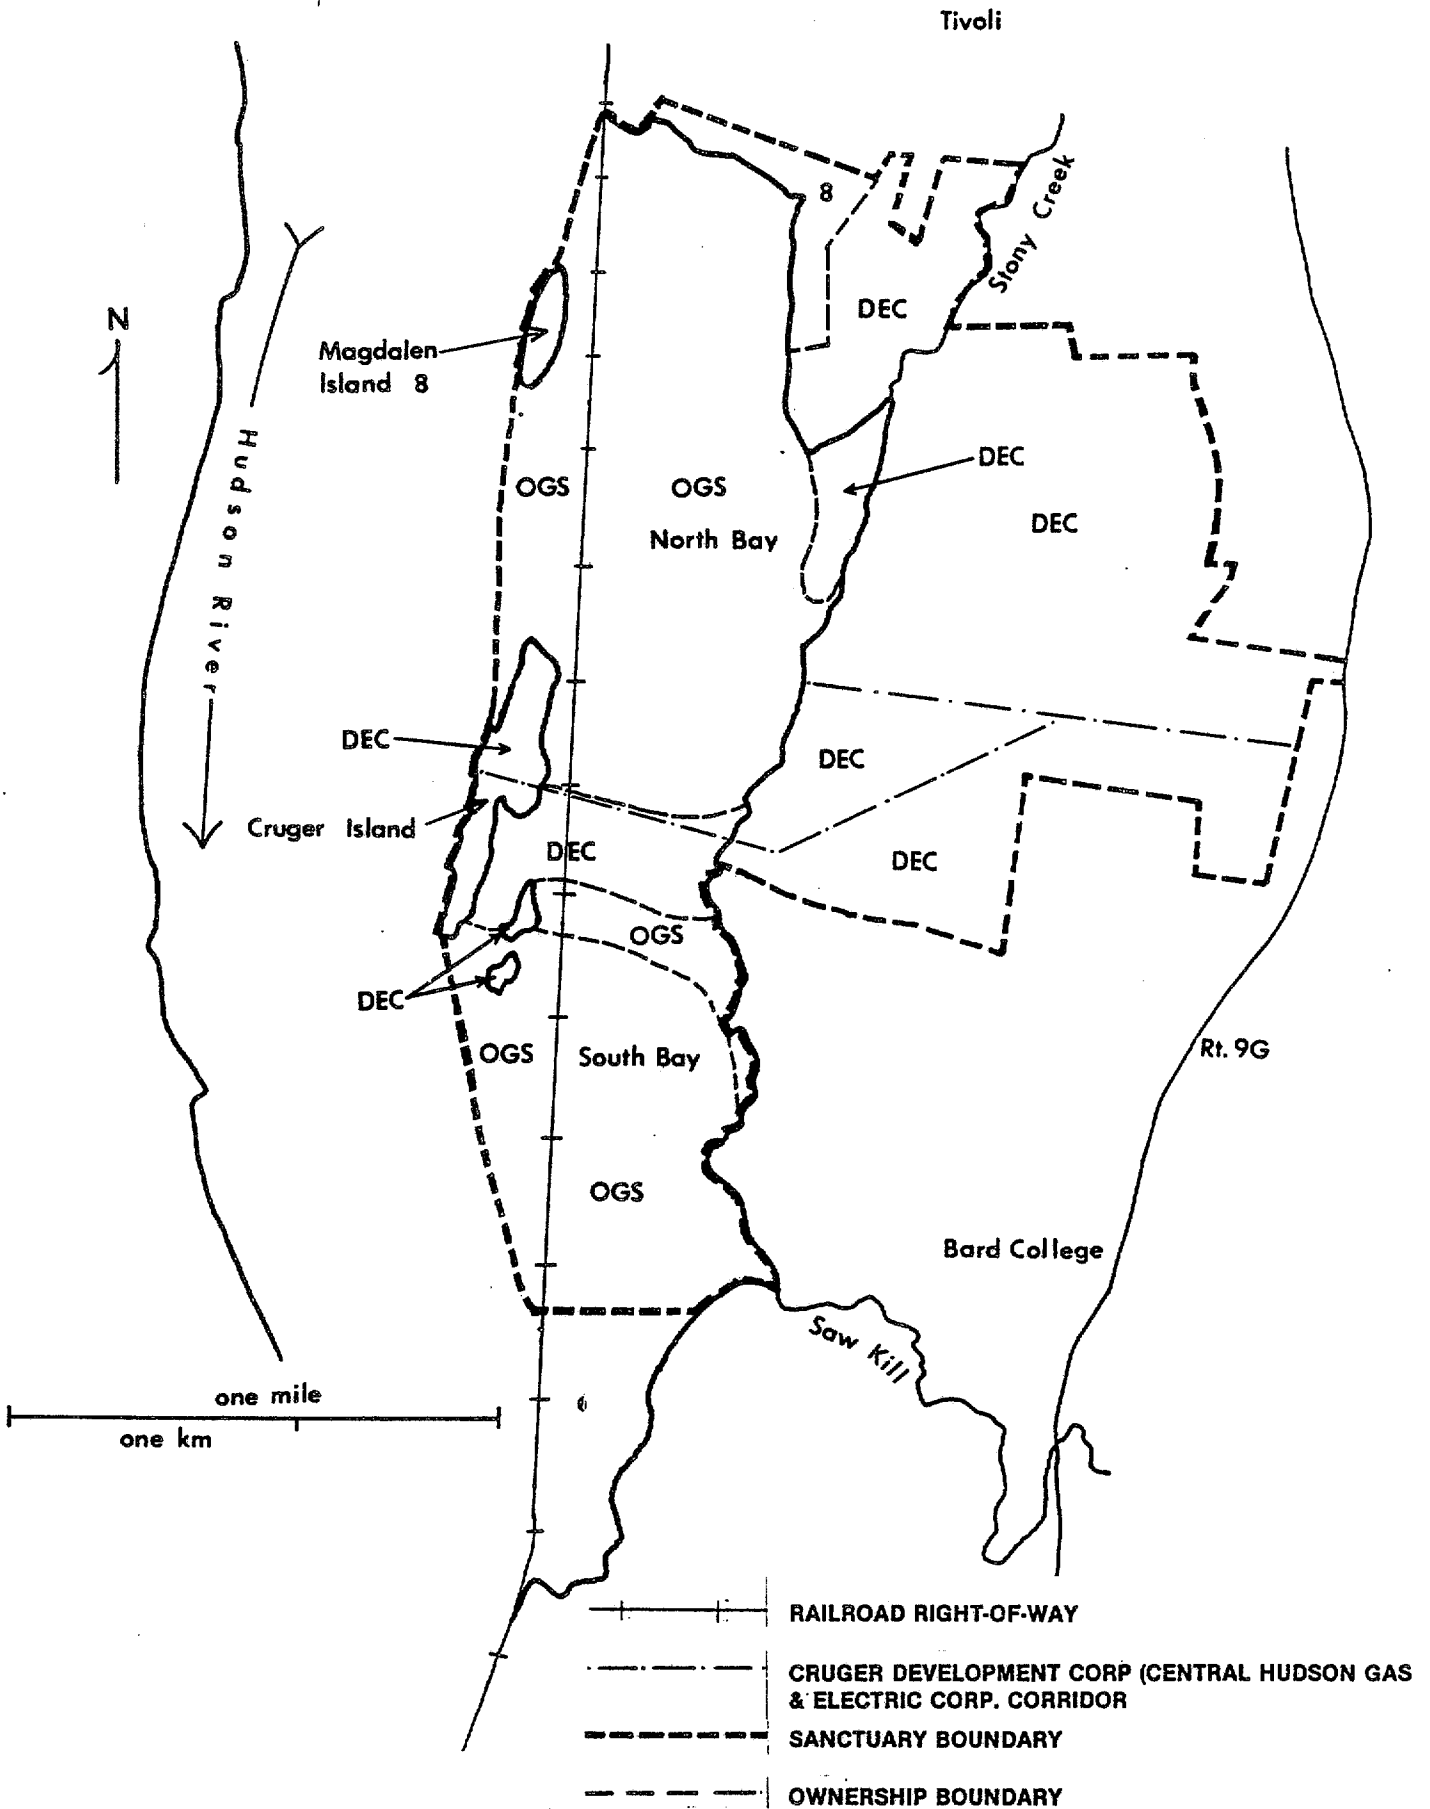 Tivoli
8
Stony Creek
DEC
N
Magdalen
Island 8
Hudson River
DEC
OGS
OGS
DEC
North Bay
DEC
DEC
Cruger Island
DEC
DEC
DEC
OGS
DEC
OGS
South Bay
Rt. 9G
OGS
Bard College
Saw Kill
one mile
one km
RAILROAD RIGHT-OF-WAY
CRUGER DEVELOPMENT CORP (CENTRAL HUDSON GAS
& ELECTRIC CORP. CORRIDOR
SANCTUARY BOUNDARY
OWNERSHIP BOUNDARY